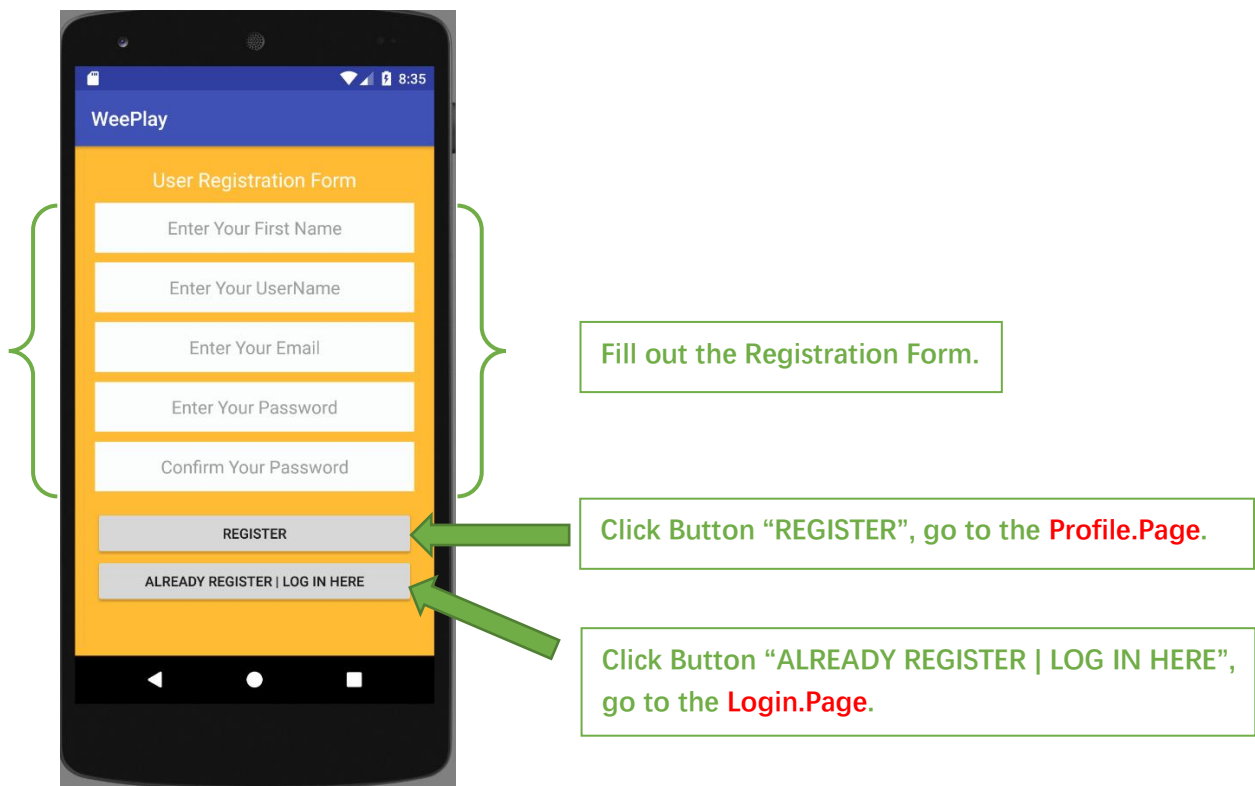 8:35
WeePlay
User Registration Form
Enter Your First Name
Enter Your UserName
Enter Your Email
Enter Your Password
Confirm Your Password
REGISTER
ALREADY REGISTER | LOG IN HERE
Fill out the Registration Form.
Click Button “REGISTER”, go to the Profile.Page.
Click Button “ALREADY REGISTER | LOG IN HERE”,
go to the Login.Page.